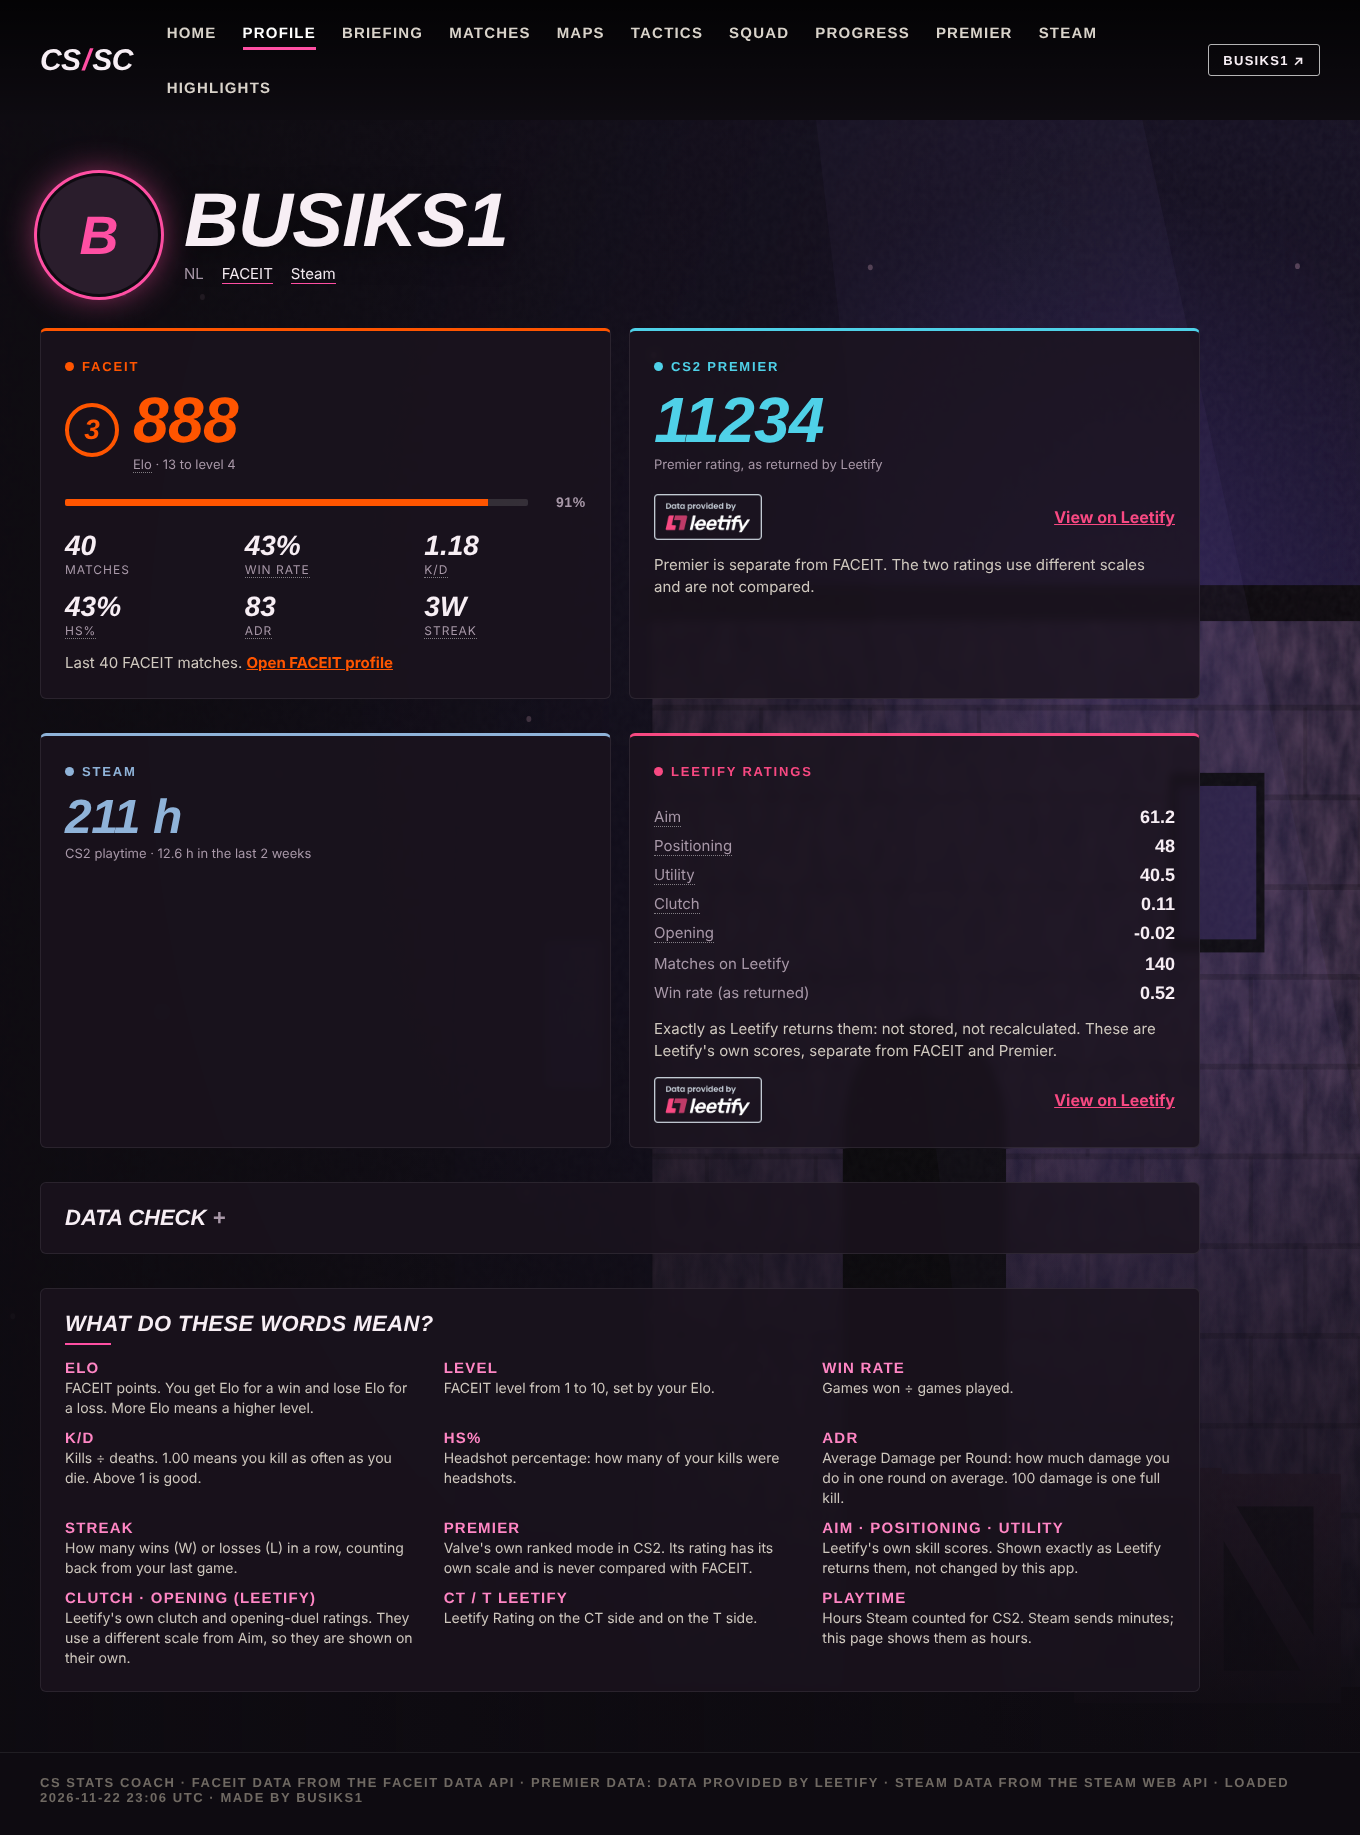 CS/SC
HOME PROFILE BRIEFING MATCHES MAPS TACTICS SQUAD PROGRESS PREMIER STEAM
HIGHLIGHTS
BUSIKS1 ↗
B
BUSIKS1
NL FACEIT Steam
FACEIT
3 888
Elo · 13 to level 4
91%
40 43% 1.18
MATCHES WIN RATE K/D
43% 83 3W
HS% ADR STREAK
Last 40 FACEIT matches. Open FACEIT profile
CS2 PREMIER
11234
Premier rating, as returned by Leetify
Data provided by
leetify
View on Leetify
Premier is separate from FACEIT. The two ratings use different scales
and are not compared.
STEAM
211 h
CS2 playtime · 12.6 h in the last 2 weeks
LEETIFY RATINGS
Aim 61.2
Positioning 48
Utility 40.5
Clutch 0.11
Opening -0.02
Matches on Leetify 140
Win rate (as returned) 0.52
Exactly as Leetify returns them: not stored, not recalculated. These are
Leetify's own scores, separate from FACEIT and Premier.
Data provided by
leetify
View on Leetify
DATA CHECK +
WHAT DO THESE WORDS MEAN?
ELO
FACEIT points. You get Elo for a win and lose Elo for
a loss. More Elo means a higher level.
LEVEL
FACEIT level from 1 to 10, set by your Elo.
WIN RATE
Games won ÷ games played.
K/D
Kills ÷ deaths. 1.00 means you kill as often as you
die. Above 1 is good.
HS%
Headshot percentage: how many of your kills were
headshots.
ADR
Average Damage per Round: how much damage you
do in one round on average. 100 damage is one full
kill.
STREAK
How many wins (W) or losses (L) in a row, counting
back from your last game.
PREMIER
Valve's own ranked mode in CS2. Its rating has its
own scale and is never compared with FACEIT.
AIM · POSITIONING · UTILITY
Leetify's own skill scores. Shown exactly as Leetify
returns them, not changed by this app.
CLUTCH · OPENING (LEETIFY)
Leetify's own clutch and opening-duel ratings. They
use a different scale from Aim, so they are shown on
their own.
CT / T LEETIFY
Leetify Rating on the CT side and on the T side.
PLAYTIME
Hours Steam counted for CS2. Steam sends minutes;
this page shows them as hours.
CS STATS COACH · FACEIT DATA FROM THE FACEIT DATA API · PREMIER DATA: DATA PROVIDED BY LEETIFY · STEAM DATA FROM THE STEAM WEB API · LOADED
2026-11-22 23:06 UTC · MADE BY BUSIKS1